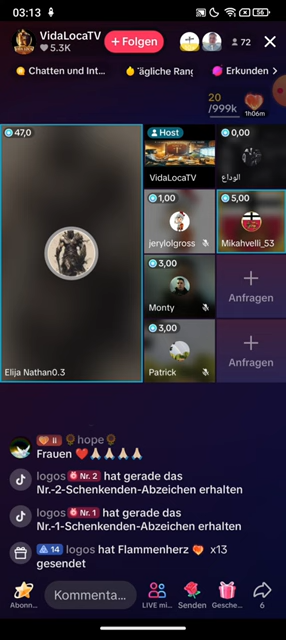 03:13
56
VidaLocaTV
5.3K
+ Folgen
72
Chatten und Int...
Tägliche Rang
Erkunden >
20
/999k
1h06m
47,0
Host
VidaLocaTV
0,00
الوداع
1,00
jerylolgross
5,00
Mikahvelli_53
3,00
Monty
+
Anfragen
3,00
Patrick
+
Anfragen
Elija Nathan0.3
II hope
Frauen ❤️🙏🏻🙏🏻🙏🏻🙏🏻
logos Nr. 2 hat gerade das
Nr.-2-Schenkenden-Abzeichen erhalten
logos Nr. 1 hat gerade das
Nr.-1-Schenkenden-Abzeichen erhalten
14 logos hat Flammenherz x13
gesendet
Abonn...
Kommenta...
LIVE mi...
Senden
Gesche...
6